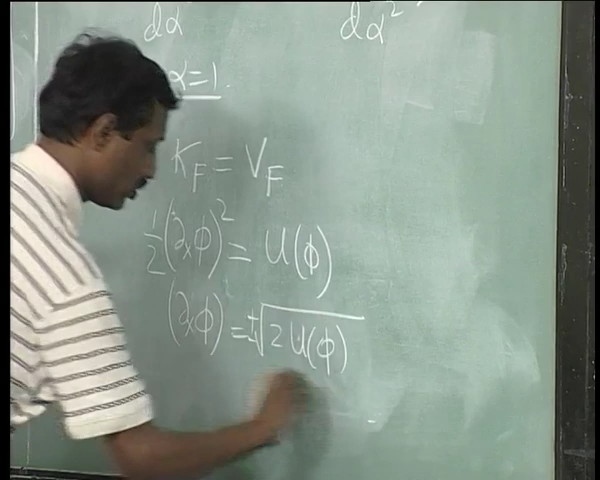 dα dα²
α=1.
K_F = V_F
½(∂ₓφ)² = U(φ)
(∂ₓφ) = ±√2U(φ)